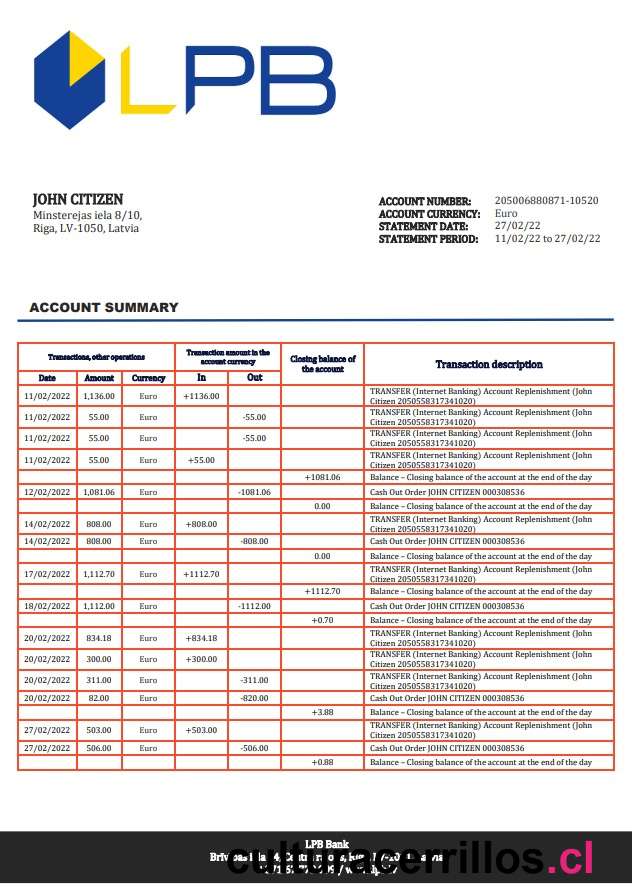 LPB
JOHN CITIZEN
Minsterejas iela 8/10,
Riga, LV-1050, Latvia
ACCOUNT NUMBER: 205006880871-10520
ACCOUNT CURRENCY: Euro
STATEMENT DATE: 27/02/22
STATEMENT PERIOD: 11/02/22 to 27/02/22
ACCOUNT SUMMARY
Transactions, other operations
Transaction amount in the
account currency
Closing balance of
the account
Transaction description
Date Amount Currency In Out
11/02/2022 1,136.00 Euro +1136.00 TRANSFER (Internet Banking) Account Replenishment (John
Citizen 2050558317341020)
11/02/2022 55.00 Euro -55.00 TRANSFER (Internet Banking) Account Replenishment (John
Citizen 2050558317341020)
11/02/2022 55.00 Euro -55.00 TRANSFER (Internet Banking) Account Replenishment (John
Citizen 2050558317341020)
11/02/2022 55.00 Euro +55.00 TRANSFER (Internet Banking) Account Replenishment (John
Citizen 2050558317341020)
+1081.06 Balance – Closing balance of the account at the end of the day
12/02/2022 1,081.06 Euro -1081.06 Cash Out Order JOHN CITIZEN 000308536
0.00 Balance – Closing balance of the account at the end of the day
14/02/2022 808.00 Euro +808.00 TRANSFER (Internet Banking) Account Replenishment (John
Citizen 2050558317341020)
14/02/2022 808.00 Euro -808.00 Cash Out Order JOHN CITIZEN 000308536
0.00 Balance – Closing balance of the account at the end of the day
17/02/2022 1,112.70 Euro +1112.70 TRANSFER (Internet Banking) Account Replenishment (John
Citizen 2050558317341020)
+1112.70 Balance – Closing balance of the account at the end of the day
18/02/2022 1,112.00 Euro -1112.00 Cash Out Order JOHN CITIZEN 000308536
+0.70 Balance – Closing balance of the account at the end of the day
20/02/2022 834.18 Euro +834.18 TRANSFER (Internet Banking) Account Replenishment (John
Citizen 2050558317341020)
20/02/2022 300.00 Euro +300.00 TRANSFER (Internet Banking) Account Replenishment (John
Citizen 2050558317341020)
20/02/2022 311.00 Euro -311.00 TRANSFER (Internet Banking) Account Replenishment (John
Citizen 2050558317341020)
20/02/2022 82.00 Euro -820.00 Cash Out Order JOHN CITIZEN 000308536
+3.88 Balance – Closing balance of the account at the end of the day
27/02/2022 503.00 Euro +503.00 TRANSFER (Internet Banking) Account Replenishment (John
Citizen 2050558317341020)
27/02/2022 506.00 Euro -506.00 Cash Out Order JOHN CITIZEN 000308536
+0.88 Balance – Closing balance of the account at the end of the day
LPB Bank
culturacerrillos.cl